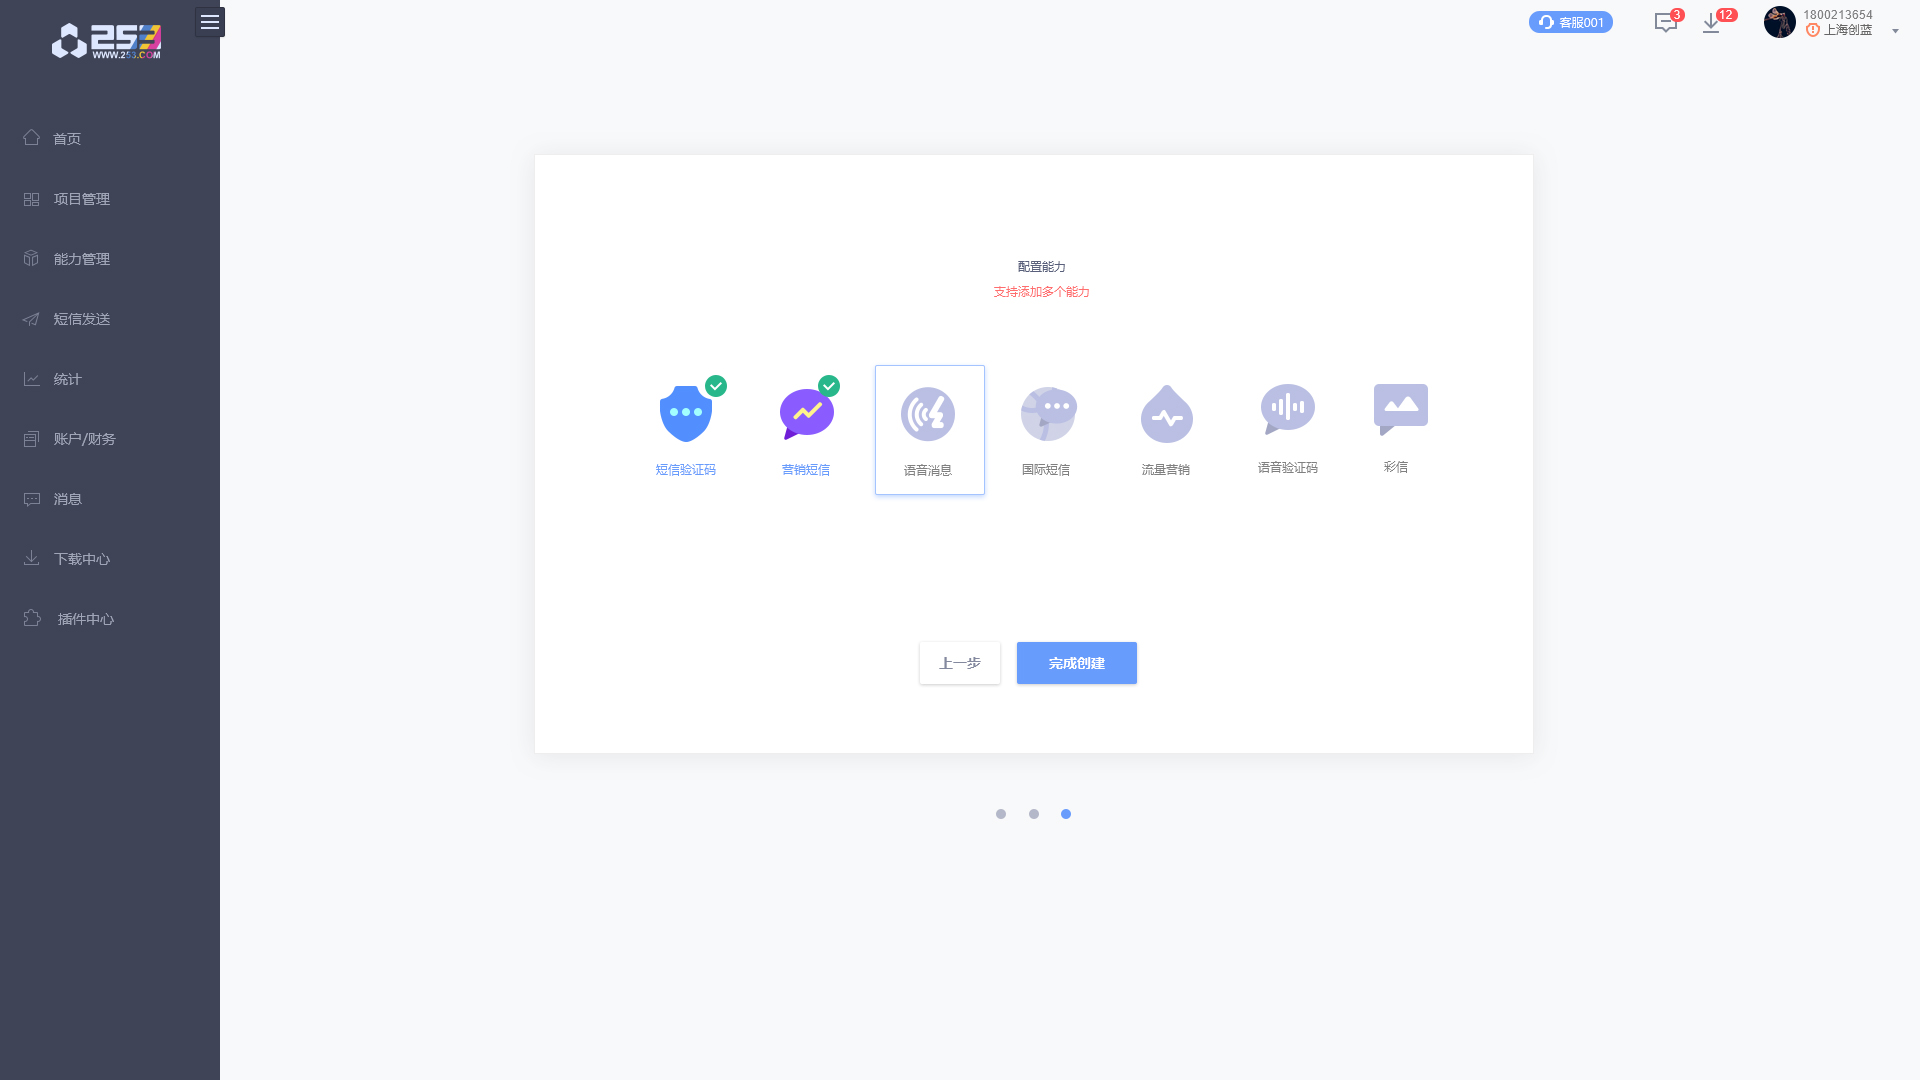 253
WWW.253.COM
客服001
3
12
1800213654
上海创蓝
首页
项目管理
能力管理
短信发送
统计
账户/财务
消息
下载中心
插件中心
配置能力
支持添加多个能力
短信验证码
营销短信
语音消息
国际短信
流量营销
语音验证码
彩信
上一步
完成创建